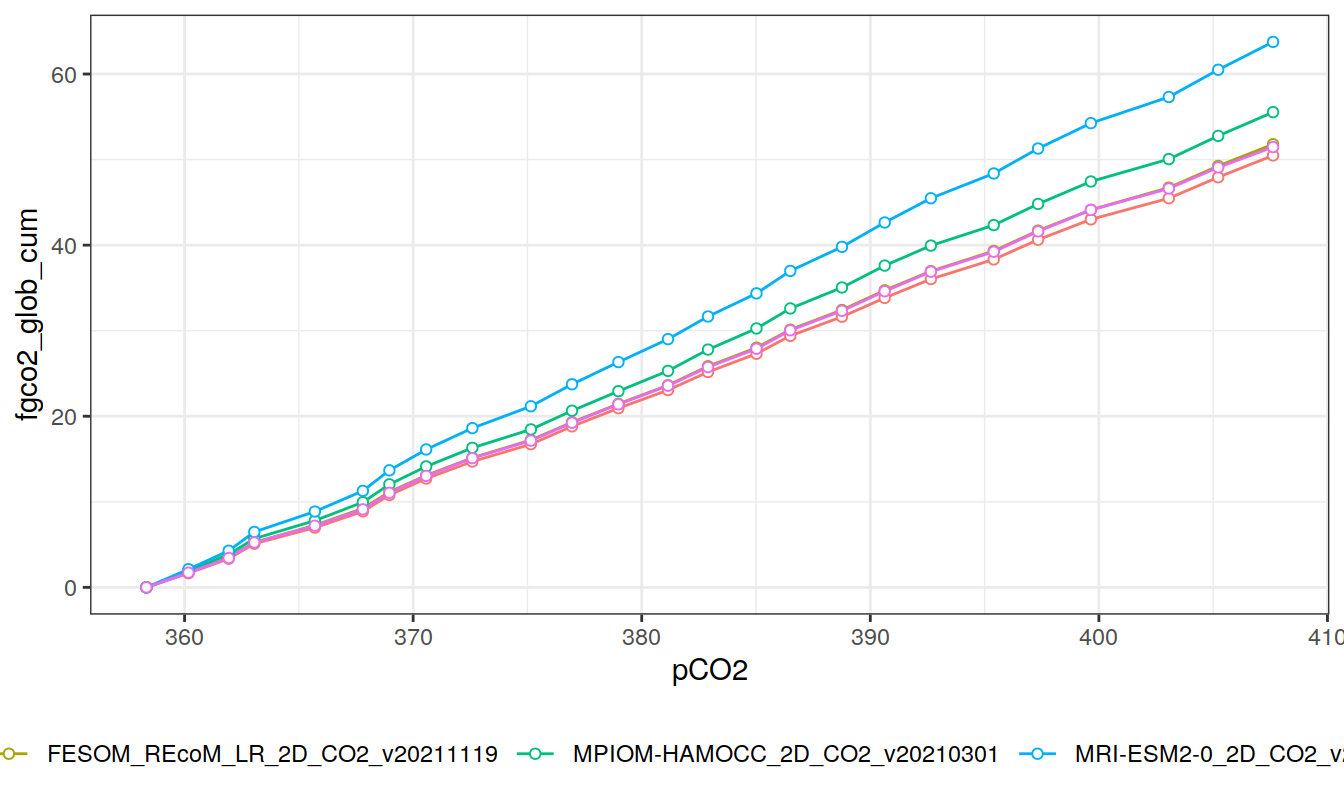 60
40
20
0
fgco2_glob_cum
360 370 380 390 400 410
pCO2
FESOM_REcoM_LR_2D_CO2_v20211119 MPIOM-HAMOCC_2D_CO2_v20210301 MRI-ESM2-0_2D_CO2_v